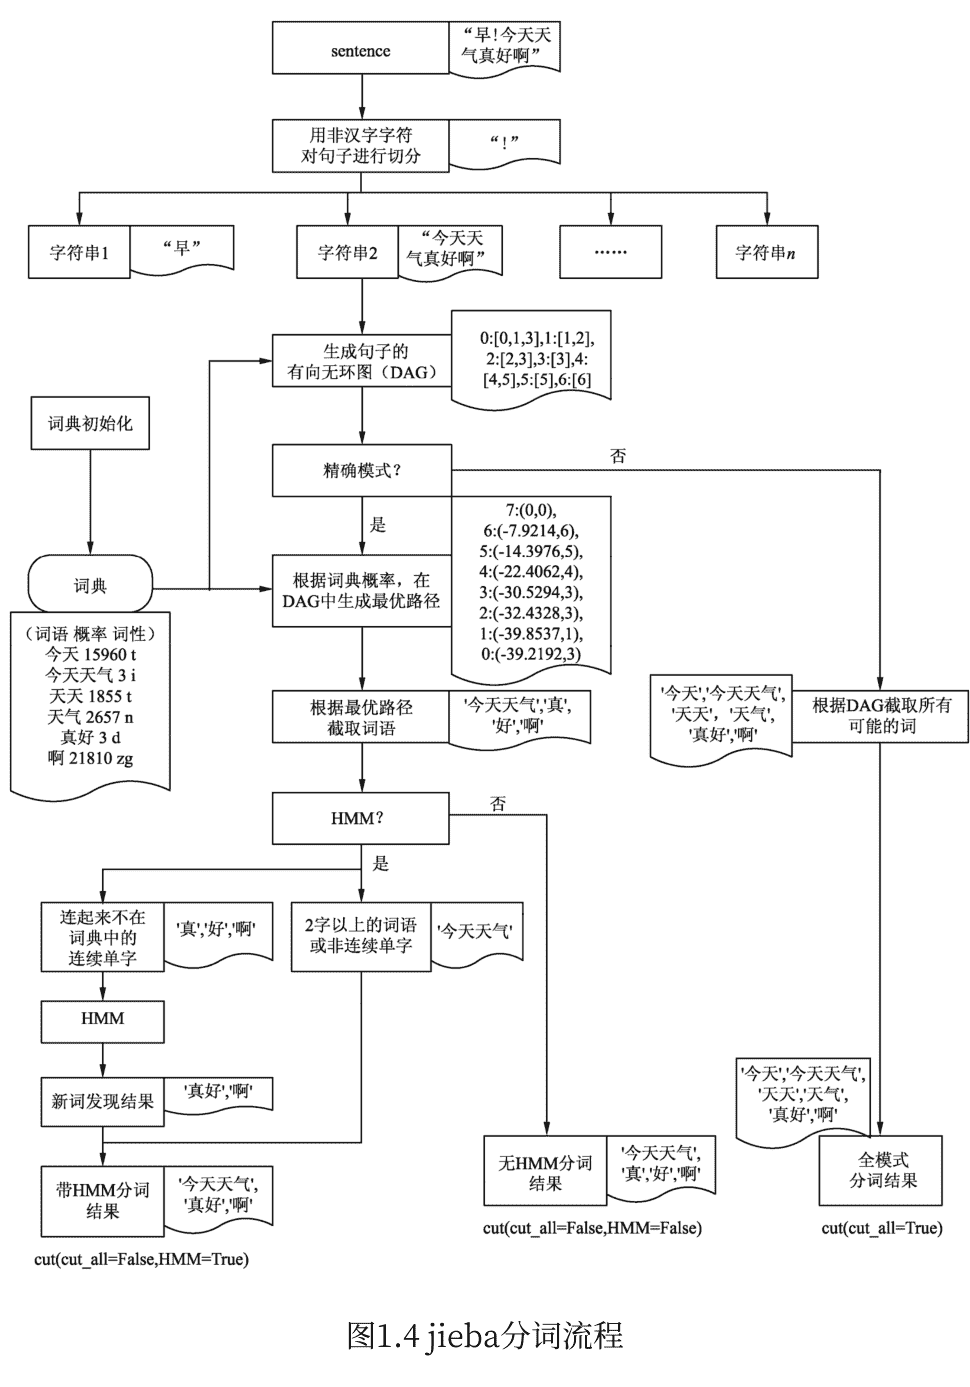 sentence
“早!今天天
气真好啊”
用非汉字字符
对句子进行切分
“!”
字符串1
“早”
字符串2
“今天天
气真好啊”
……
字符串n
生成句子的
有向无环图（DAG）
0:[0,1,3],1:[1,2],
2:[2,3],3:[3],4:
[4,5],5:[5],6:[6]
词典初始化
精确模式？
否
是
词典
（词语 概率 词性）
今天 15960 t
今天天气 3 i
天天 1855 t
天气 2657 n
真好 3 d
啊 21810 zg
根据词典概率，在
DAG中生成最优路径
7:(0,0),
6:(-7.9214,6),
5:(-14.3976,5),
4:(-22.4062,4),
3:(-30.5294,3),
2:(-32.4328,3),
1:(-39.8537,1),
0:(-39.2192,3)
根据最优路径
截取词语
'今天天气','真',
'好','啊'
'今天','今天天气',
'天天'，'天气',
'真好','啊'
根据DAG截取所有
可能的词
HMM？
否
是
连起来不在
词典中的
连续单字
'真','好','啊'
2字以上的词语
或非连续单字
'今天天气'
HMM
新词发现结果
'真好','啊'
'今天','今天天气',
'天天','天气',
'真好','啊'
带HMM分词
结果
'今天天气',
'真好','啊'
cut(cut_all=False,HMM=True)
无HMM分词
结果
'今天天气',
'真','好','啊'
cut(cut_all=False,HMM=False)
全模式
分词结果
cut(cut_all=True)
图1.4 jieba分词流程